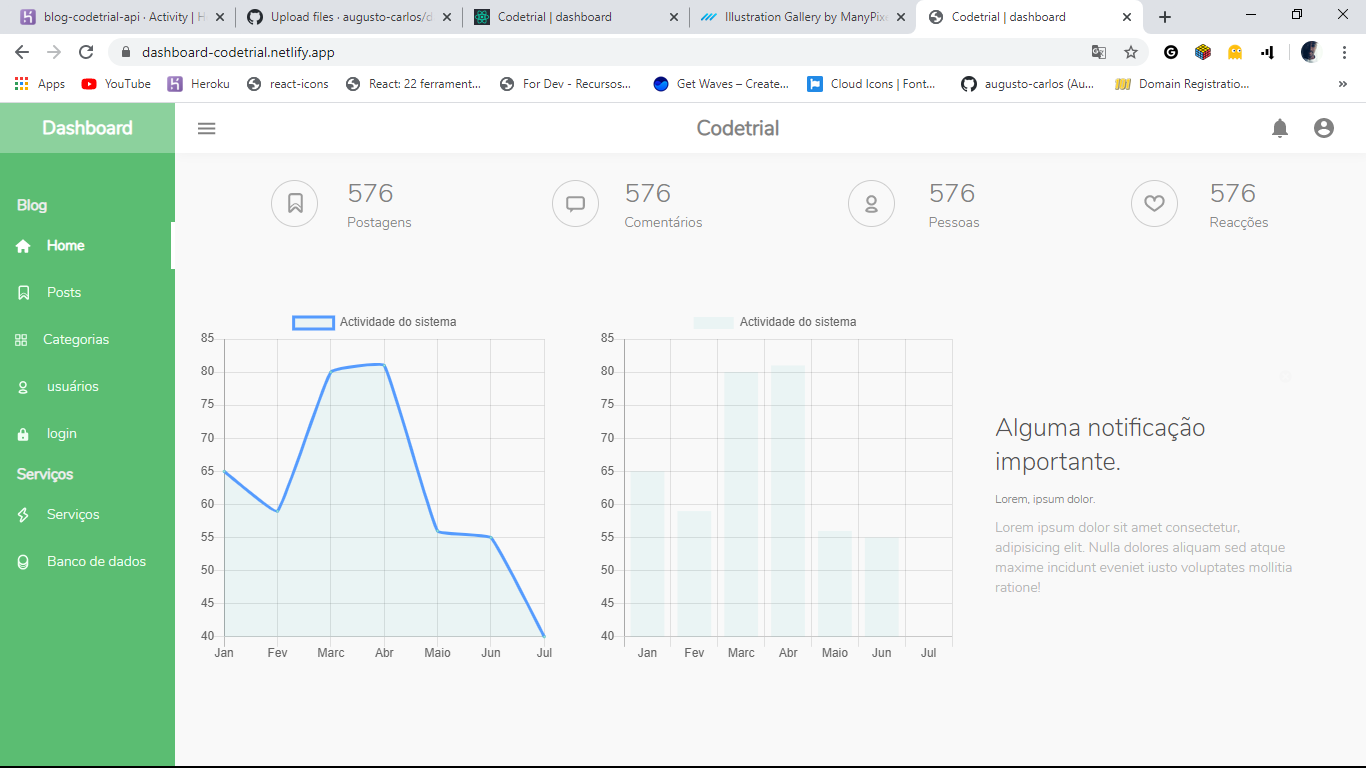 blog-codetrial-api · Activity | H
Upload files · augusto-carlos/d
Codetrial | dashboard
Illustration Gallery by ManyPix
Codetrial | dashboard
dashboard-codetrial.netlify.app
Apps
YouTube
Heroku
react-icons
React: 22 ferrament...
For Dev - Recursos...
Get Waves – Create...
Cloud Icons | Font...
augusto-carlos (Au...
Domain Registratio...
»
Dashboard
Codetrial
Blog
Home
Posts
Categorias
usuários
login
Serviços
Serviços
Banco de dados
576
Postagens
576
Comentários
576
Pessoas
576
Reacções
Actividade do sistema
85
80
75
70
65
60
55
50
45
40
Jan Fev Marc Abr Maio Jun Jul
Actividade do sistema
85
80
75
70
65
60
55
50
45
40
Jan Fev Marc Abr Maio Jun Jul
Alguma notificação
importante.
Lorem, ipsum dolor.
Lorem ipsum dolor sit amet consectetur,
adipisicing elit. Nulla dolores aliquam sed atque
maxime incidunt eveniet iusto voluptates mollitia
ratione!